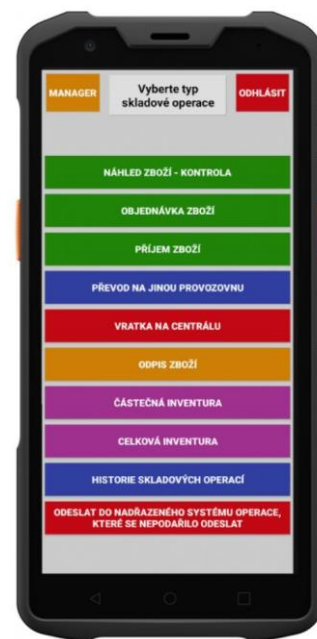 MANAGER
Vyberte typ
skladové operace
ODHLÁSIT
NÁHLED ZBOŽÍ - KONTROLA
OBJEDNÁVKA ZBOŽÍ
PŘÍJEM ZBOŽÍ
PŘEVOD NA JINOU PROVOZOVNU
VRATKA NA CENTRÁLU
ODPIS ZBOŽÍ
ČÁSTEČNÁ INVENTURA
CELKOVÁ INVENTURA
HISTORIE SKLADOVÝCH OPERACÍ
ODESLAT DO NADŘAZENÉHO SYSTÉMU OPERACE,
KTERÉ SE NEPODAŘILO ODESLAT